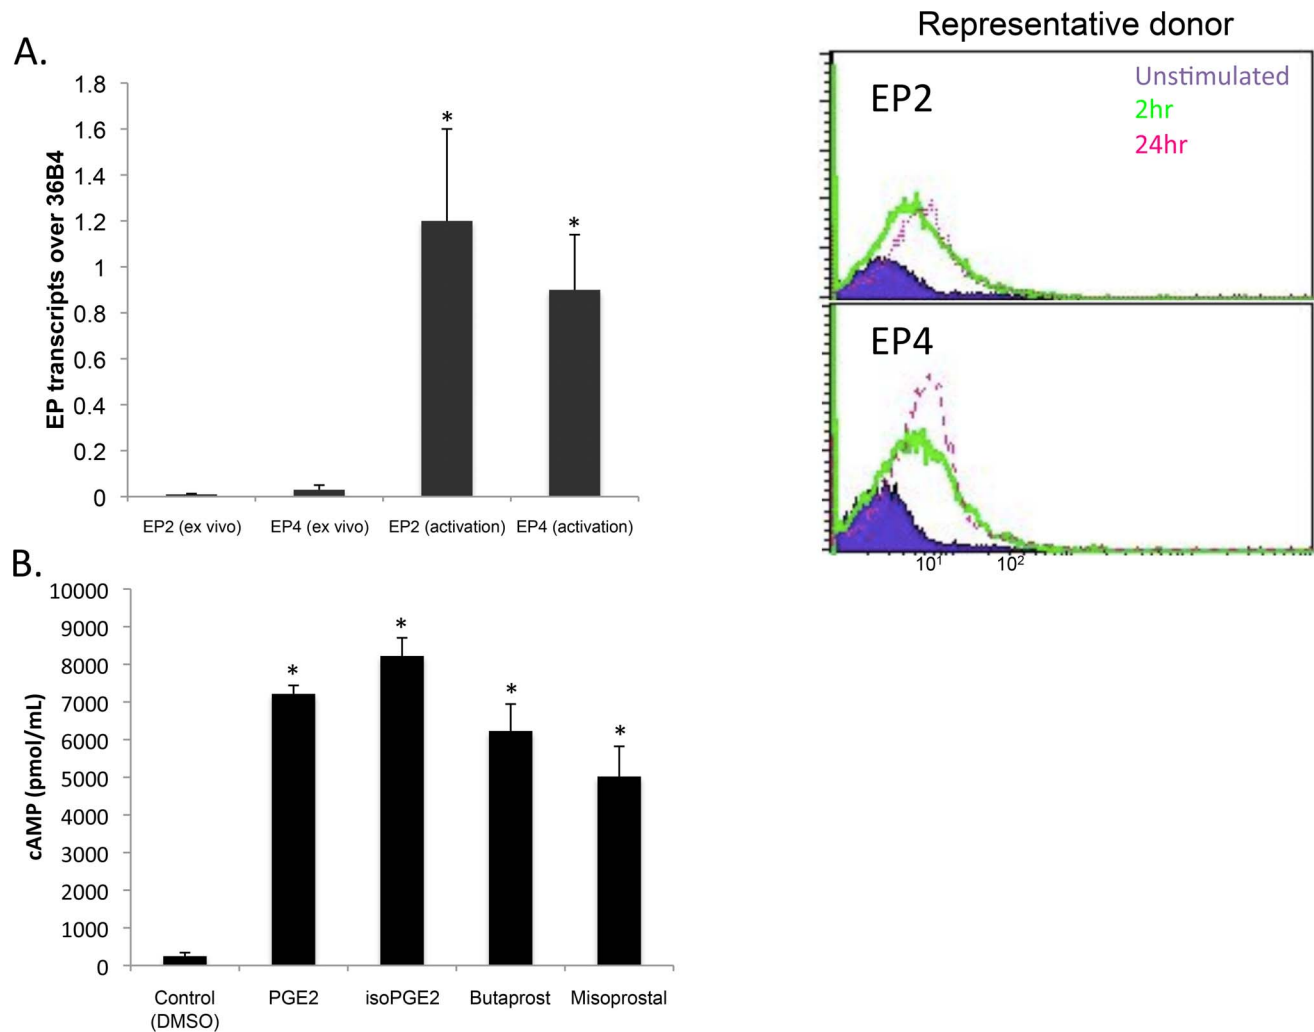 A.
EP transcripts over 36B4
1.8
1.6
1.4
1.2
1
0.8
0.6
0.4
0.2
0
*
*
EP2 (ex vivo) EP4 (ex vivo) EP2 (activation) EP4 (activation)
Representative donor
EP2
Unstimulated
2hr
24hr
EP4
10¹ 10²
B.
cAMP (pmol/mL)
10000
9000
8000
7000
6000
5000
4000
3000
2000
1000
0
*
*
*
*
Control
(DMSO)
PGE2
isoPGE2
Butaprost
Misoprostal